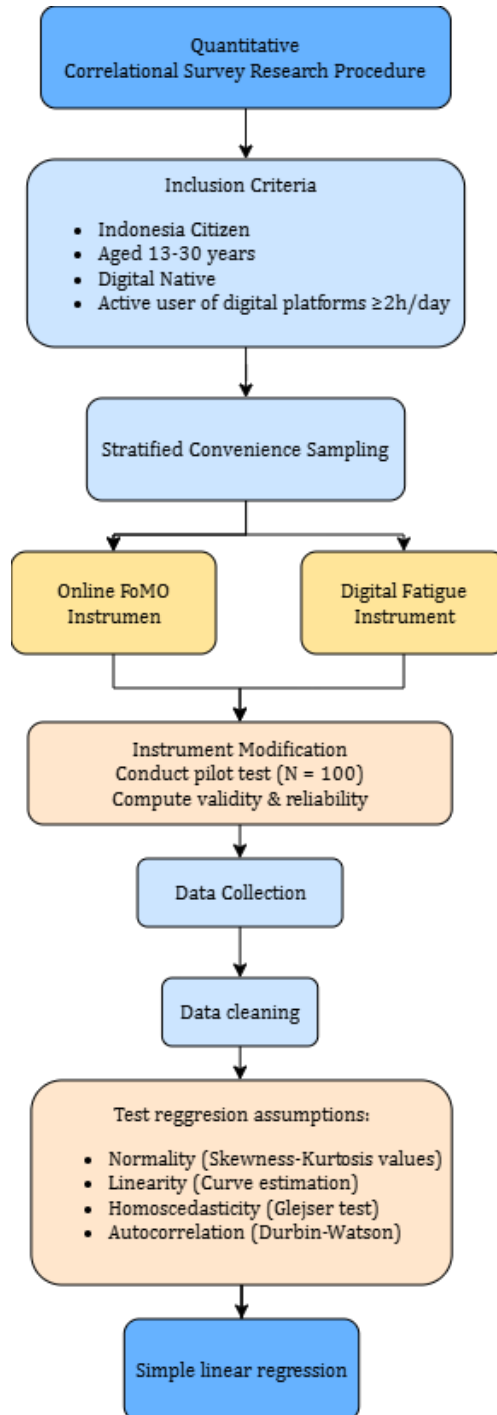 Quantitative
Correlational Survey Research Procedure
Inclusion Criteria
• Indonesia Citizen
• Aged 13-30 years
• Digital Native
• Active user of digital platforms ≥2h/day
Stratified Convenience Sampling
Online FoMO
Instrumen
Digital Fatigue
Instrument
Instrument Modification
Conduct pilot test (N = 100)
Compute validity & reliability
Data Collection
Data cleaning
Test reggresion assumptions:
• Normality (Skewness-Kurtosis values)
• Linearity (Curve estimation)
• Homoscedasticity (Glejser test)
• Autocorrelation (Durbin-Watson)
Simple linear regression